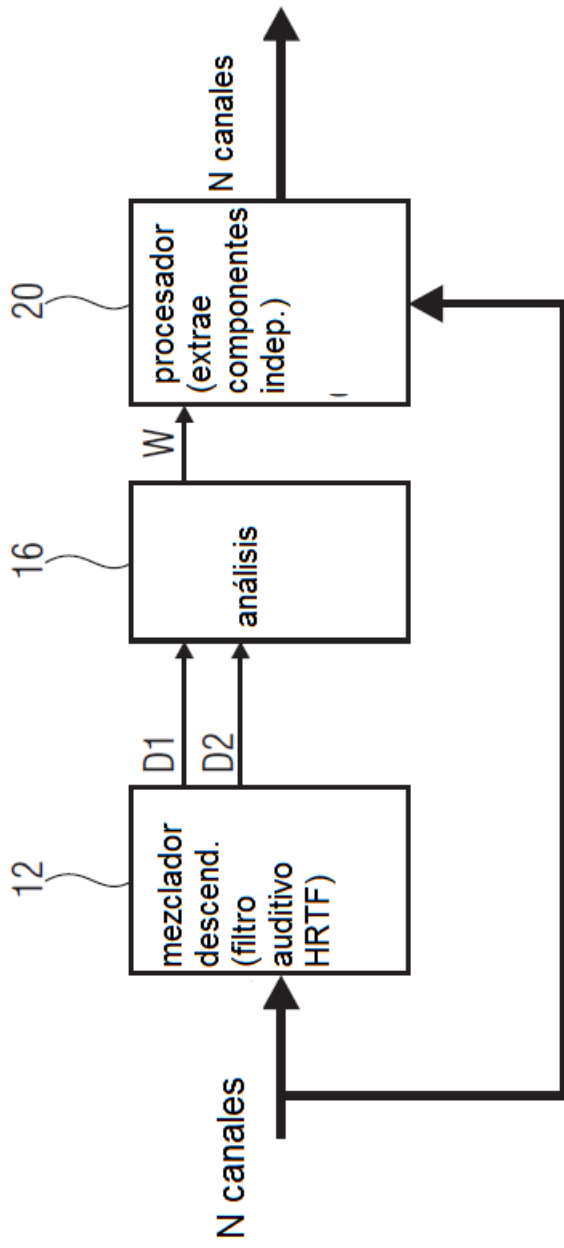 12
16
20
N canales
mezclador
descend.
(filtro
auditivo
HRTF)
D1
D2
análisis
W
procesador
(extrae
componentes
indep.)
N canales